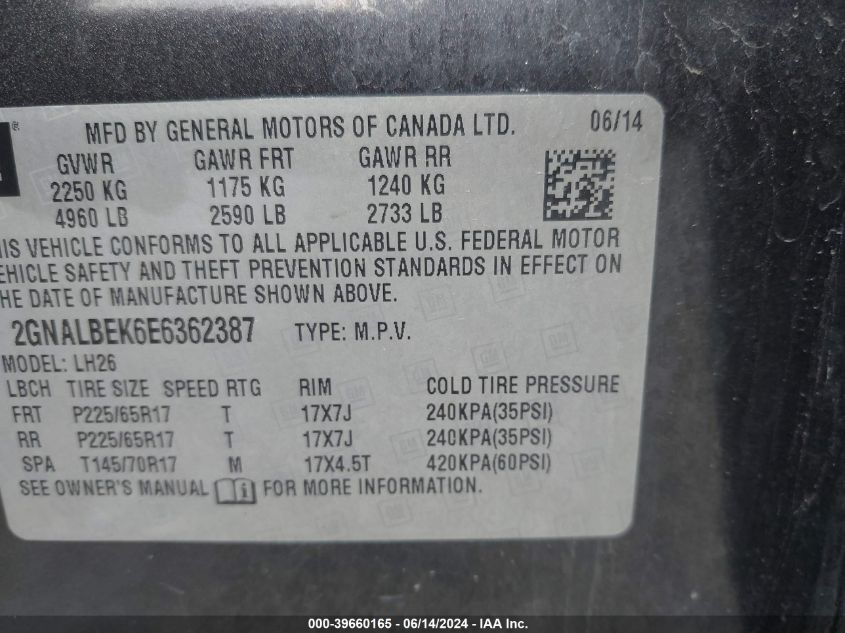 MFD BY GENERAL MOTORS OF CANADA LTD. 06/14
GVWR GAWR FRT GAWR RR
2250 KG 1175 KG 1240 KG
4960 LB 2590 LB 2733 LB
HIS VEHICLE CONFORMS TO ALL APPLICABLE U.S. FEDERAL MOTOR
EHICLE SAFETY AND THEFT PREVENTION STANDARDS IN EFFECT ON
HE DATE OF MANUFACTURE SHOWN ABOVE.
2GNALBEK6E6362387 TYPE: M.P.V.
MODEL: LH26
LBCH TIRE SIZE SPEED RTG RIM COLD TIRE PRESSURE
FRT P225/65R17 T 17X7J 240KPA(35PSI)
RR P225/65R17 T 17X7J 240KPA(35PSI)
SPA T145/70R17 M 17X4.5T 420KPA(60PSI)
SEE OWNER'S MANUAL i FOR MORE INFORMATION.
000-39660165 - 06/14/2024 - IAA Inc.